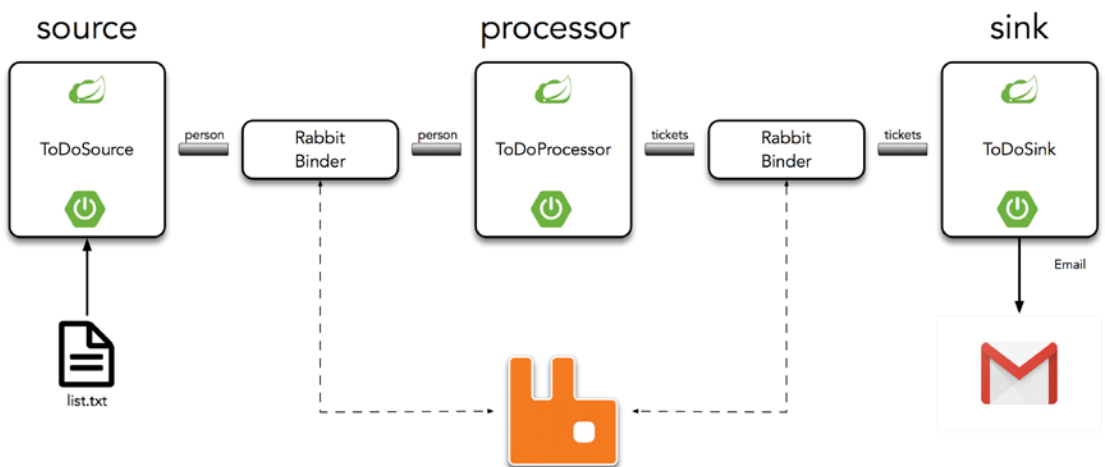 source
processor
sink
ToDoSource
person
Rabbit
Binder
person
ToDoProcessor
tickets
Rabbit
Binder
tickets
ToDoSink
Email
list.txt